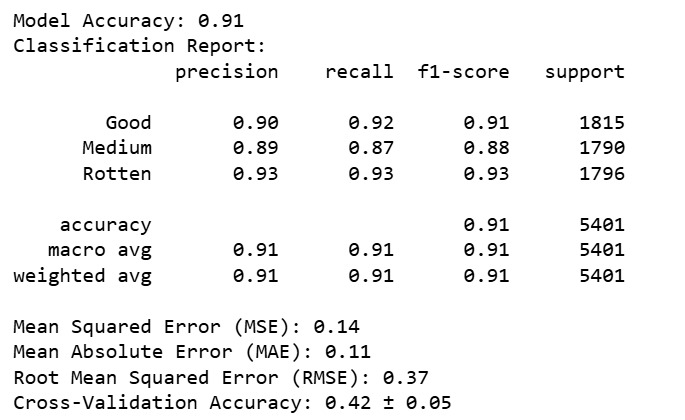 Model Accuracy: 0.91
Classification Report:
precision recall f1-score support
Good 0.90 0.92 0.91 1815
Medium 0.89 0.87 0.88 1790
Rotten 0.93 0.93 0.93 1796
accuracy 0.91 5401
macro avg 0.91 0.91 0.91 5401
weighted avg 0.91 0.91 0.91 5401
Mean Squared Error (MSE): 0.14
Mean Absolute Error (MAE): 0.11
Root Mean Squared Error (RMSE): 0.37
Cross-Validation Accuracy: 0.42 ± 0.05